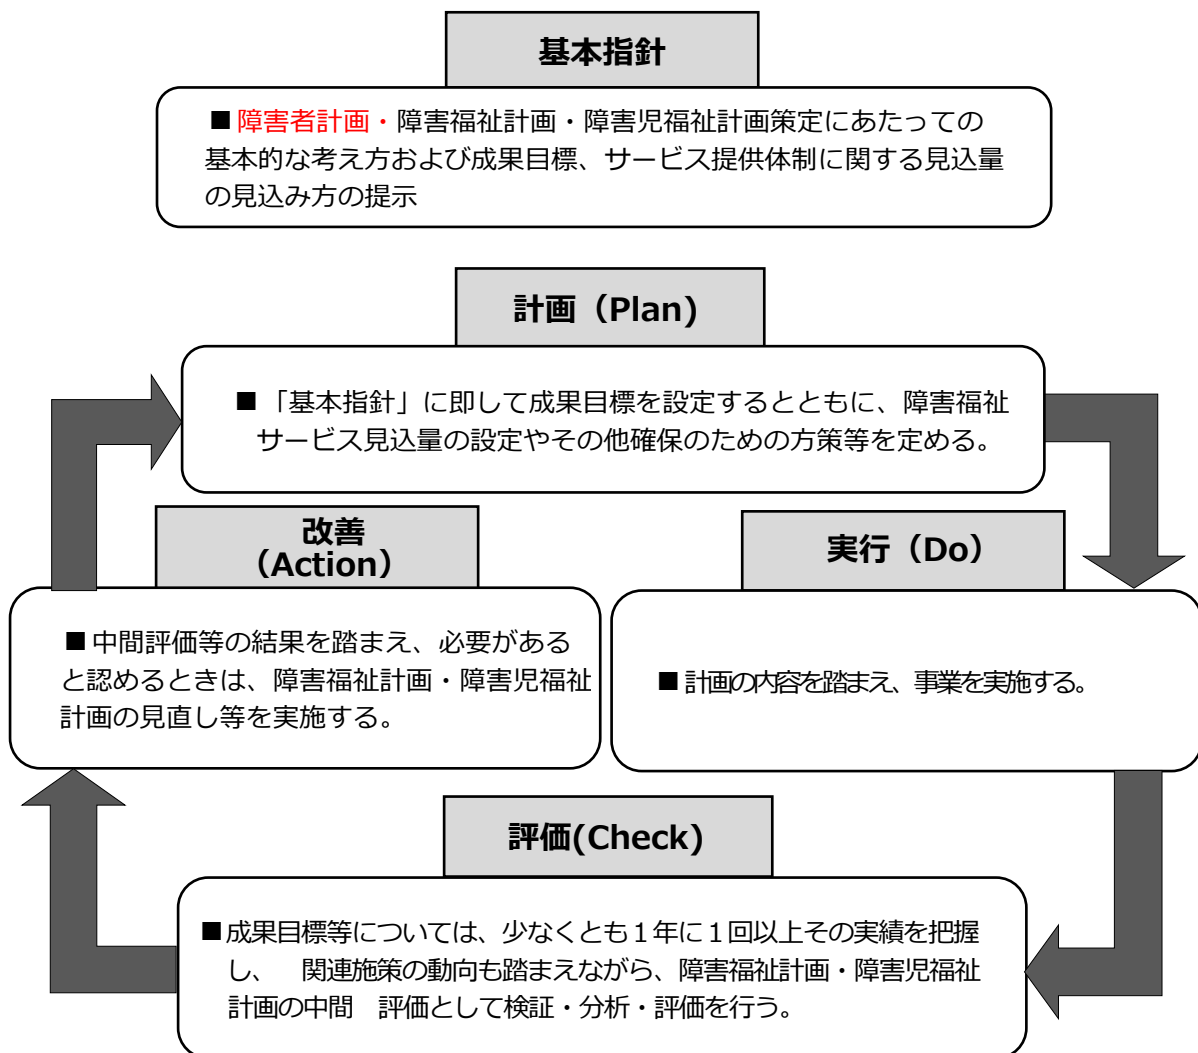 基本指針
■障害者計画・障害福祉計画・障害児福祉計画策定にあたっての
基本的な考え方および成果目標、サービス提供体制に関する見込量
の見込み方の提示
計画（Plan)
■「基本指針」に即して成果目標を設定するとともに、障害福祉
サービス見込量の設定やその他確保のための方策等を定める。
改善
（Action）
■中間評価等の結果を踏まえ、必要がある
と認めるときは、障害福祉計画・障害児福祉
計画の見直し等を実施する。
実行（Do）
■計画の内容を踏まえ、事業を実施する。
評価(Check)
■成果目標等については、少なくとも１年に１回以上その実績を把握
し、　関連施策の動向も踏まえながら、障害福祉計画・障害児福祉
計画の中間　評価として検証・分析・評価を行う。